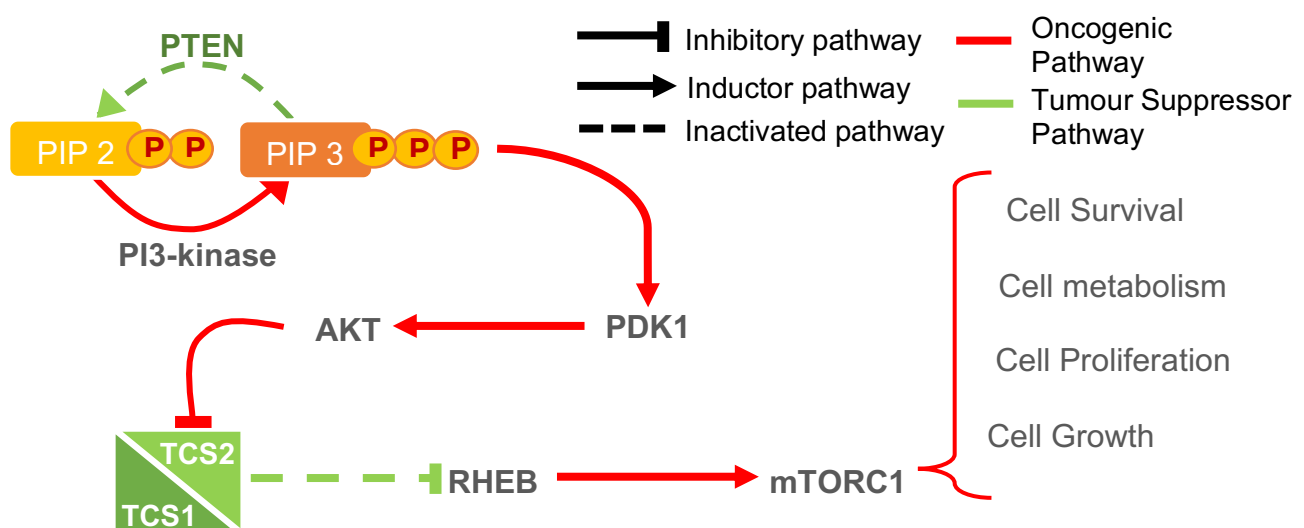 PTEN
PIP 2 P P
PIP 3 P P P
PI3-kinase
Inhibitory pathway
Inductor pathway
Inactivated pathway
Oncogenic
Pathway
Tumour Suppressor
Pathway
Cell Survival
Cell metabolism
Cell Proliferation
Cell Growth
AKT
PDK1
TCS2
TCS1
RHEB
mTORC1